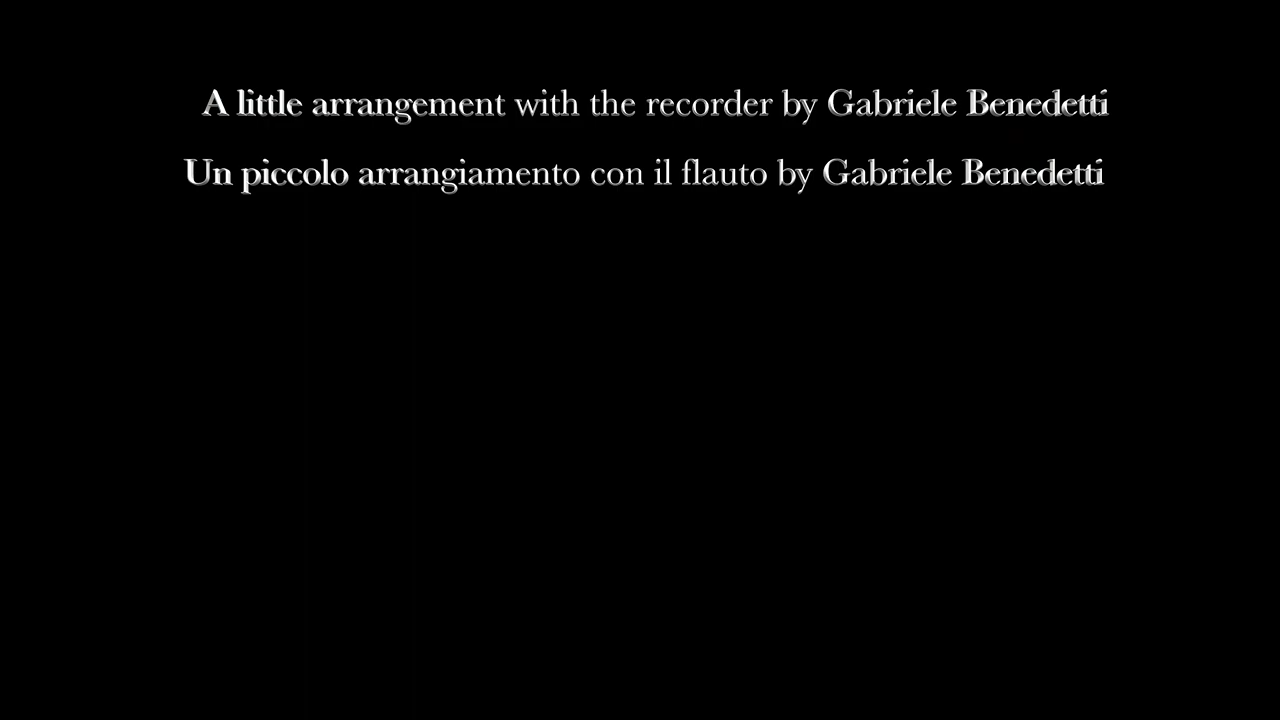 A little arrangement with the recorder by Gabriele Benedetti
Un piccolo arrangiamento con il flauto by Gabriele Benedetti